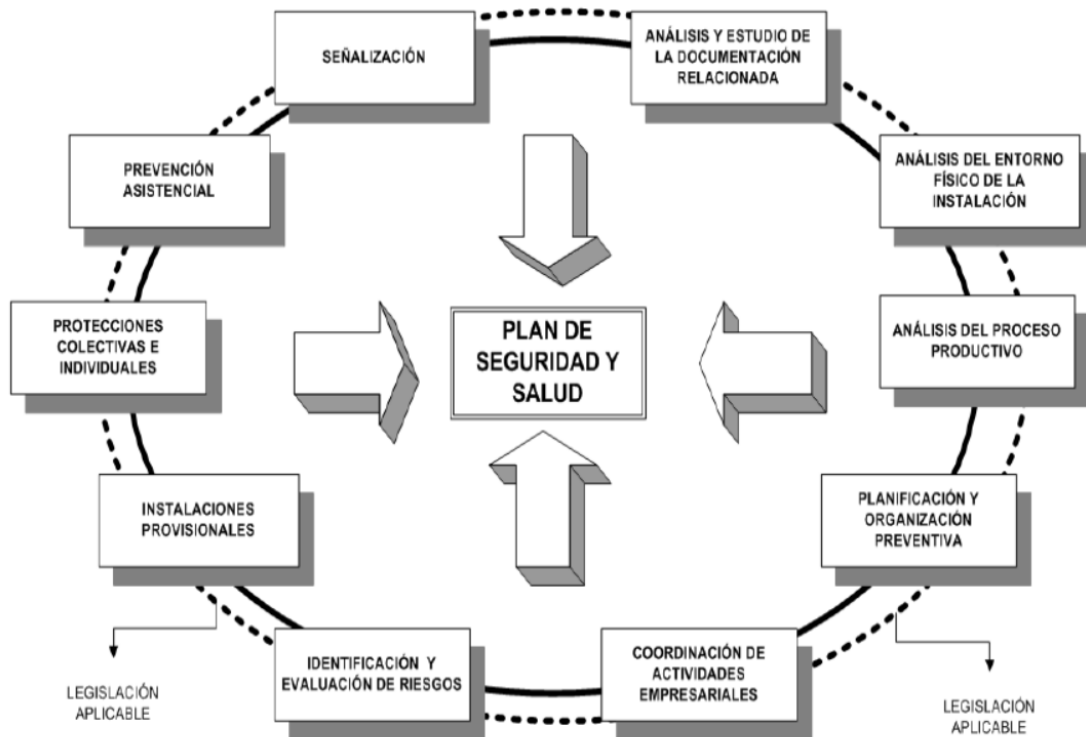 SEÑALIZACIÓN
ANÁLISIS Y ESTUDIO DE
LA DOCUMENTACIÓN
RELACIONADA
PREVENCIÓN
ASISTENCIAL
ANÁLISIS DEL ENTORNO
FÍSICO DE LA
INSTALACIÓN
PROTECCIONES
COLECTIVAS E
INDIVIDUALES
PLAN DE
SEGURIDAD Y
SALUD
ANÁLISIS DEL PROCESO
PRODUCTIVO
INSTALACIONES
PROVISIONALES
PLANIFICACIÓN Y
ORGANIZACIÓN
PREVENTIVA
IDENTIFICACIÓN Y
EVALUACIÓN DE RIESGOS
COORDINACIÓN DE
ACTIVIDADES
EMPRESARIALES
LEGISLACIÓN
APLICABLE
LEGISLACIÓN
APLICABLE